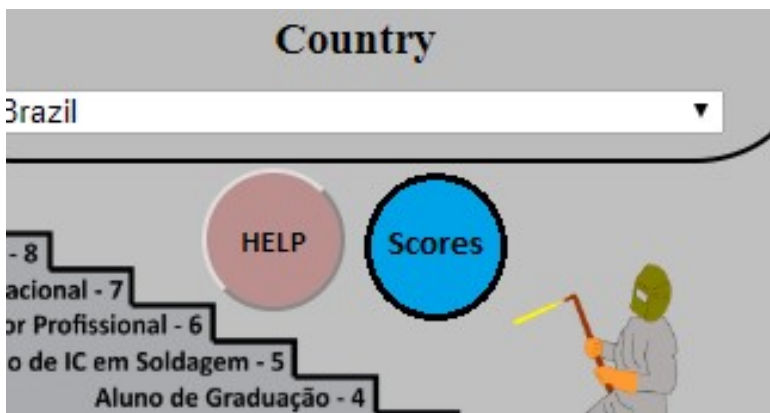 Country
Brazil
HELP
Scores
- 8
acional - 7
or Profissional - 6
o de IC em Soldagem - 5
Aluno de Graduação - 4